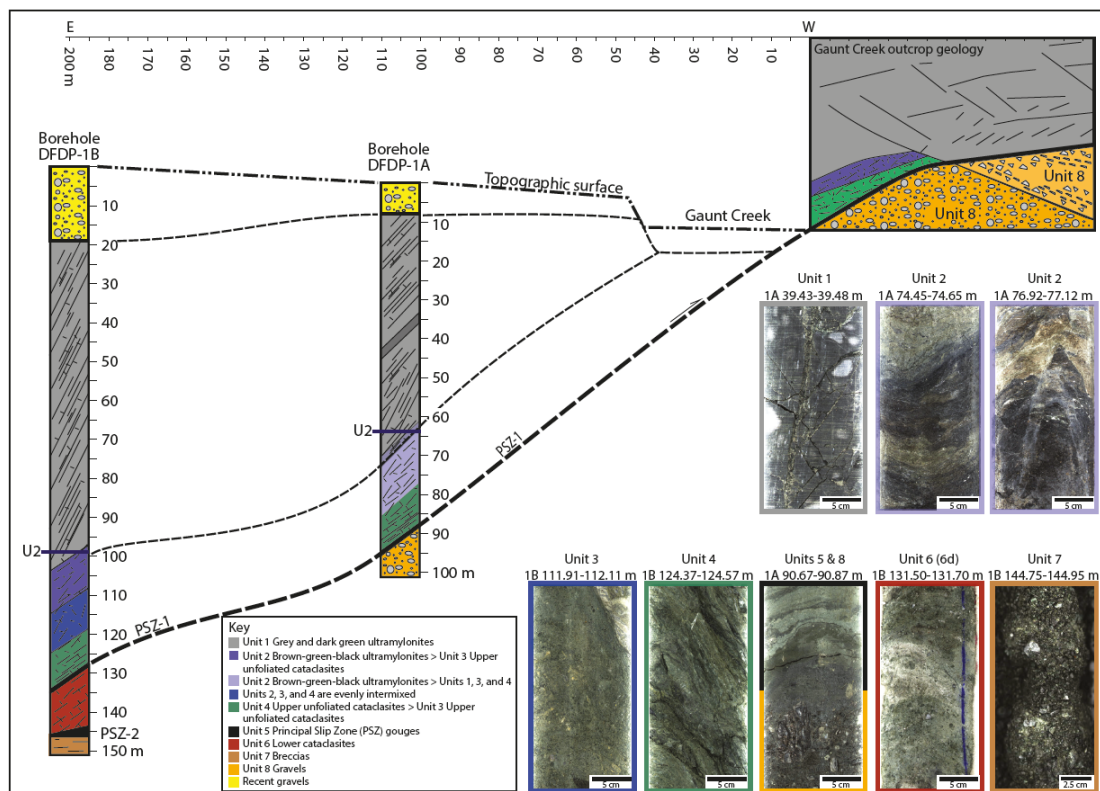 E
W
200 m
190
180
170
160
150
140
130
120
110
100
90
80
70
60
50
40
30
20
10
Gaunt Creek outcrop geology
Unit 8
Unit 8
Borehole
DFDP-1B
Borehole
DFDP-1A
Topographic surface
Gaunt Creek
10
20
30
40
50
60
70
80
90
100
110
120
130
140
150 m
U2
PSZ-2
10
20
30
40
50
60
70
80
90
100 m
U2
PSZ-1
PSZ-1
Unit 1
1A 39.43-39.48 m
5 cm
Unit 2
1A 74.45-74.65 m
5 cm
Unit 2
1A 76.92-77.12 m
5 cm
Unit 3
1B 111.91-112.11 m
5 cm
Unit 4
1B 124.37-124.57 m
5 cm
Units 5 & 8
1A 90.67-90.87 m
5 cm
Unit 6 (6d)
1B 131.50-131.70 m
5 cm
Unit 7
1B 144.75-144.95 m
2.5 cm
Key
Unit 1 Grey and dark green ultramylonites
Unit 2 Brown-green-black ultramylonites > Unit 3 Upper
unfoliated cataclasites
Unit 2 Brown-green-black ultramylonites > Units 1, 3, and 4
Units 2, 3, and 4 are evenly intermixed
Unit 4 Upper unfoliated cataclasites > Unit 3 Upper
unfoliated cataclasites
Unit 5 Principal Slip Zone (PSZ) gouges
Unit 6 Lower cataclasites
Unit 7 Breccias
Unit 8 Gravels
Recent gravels